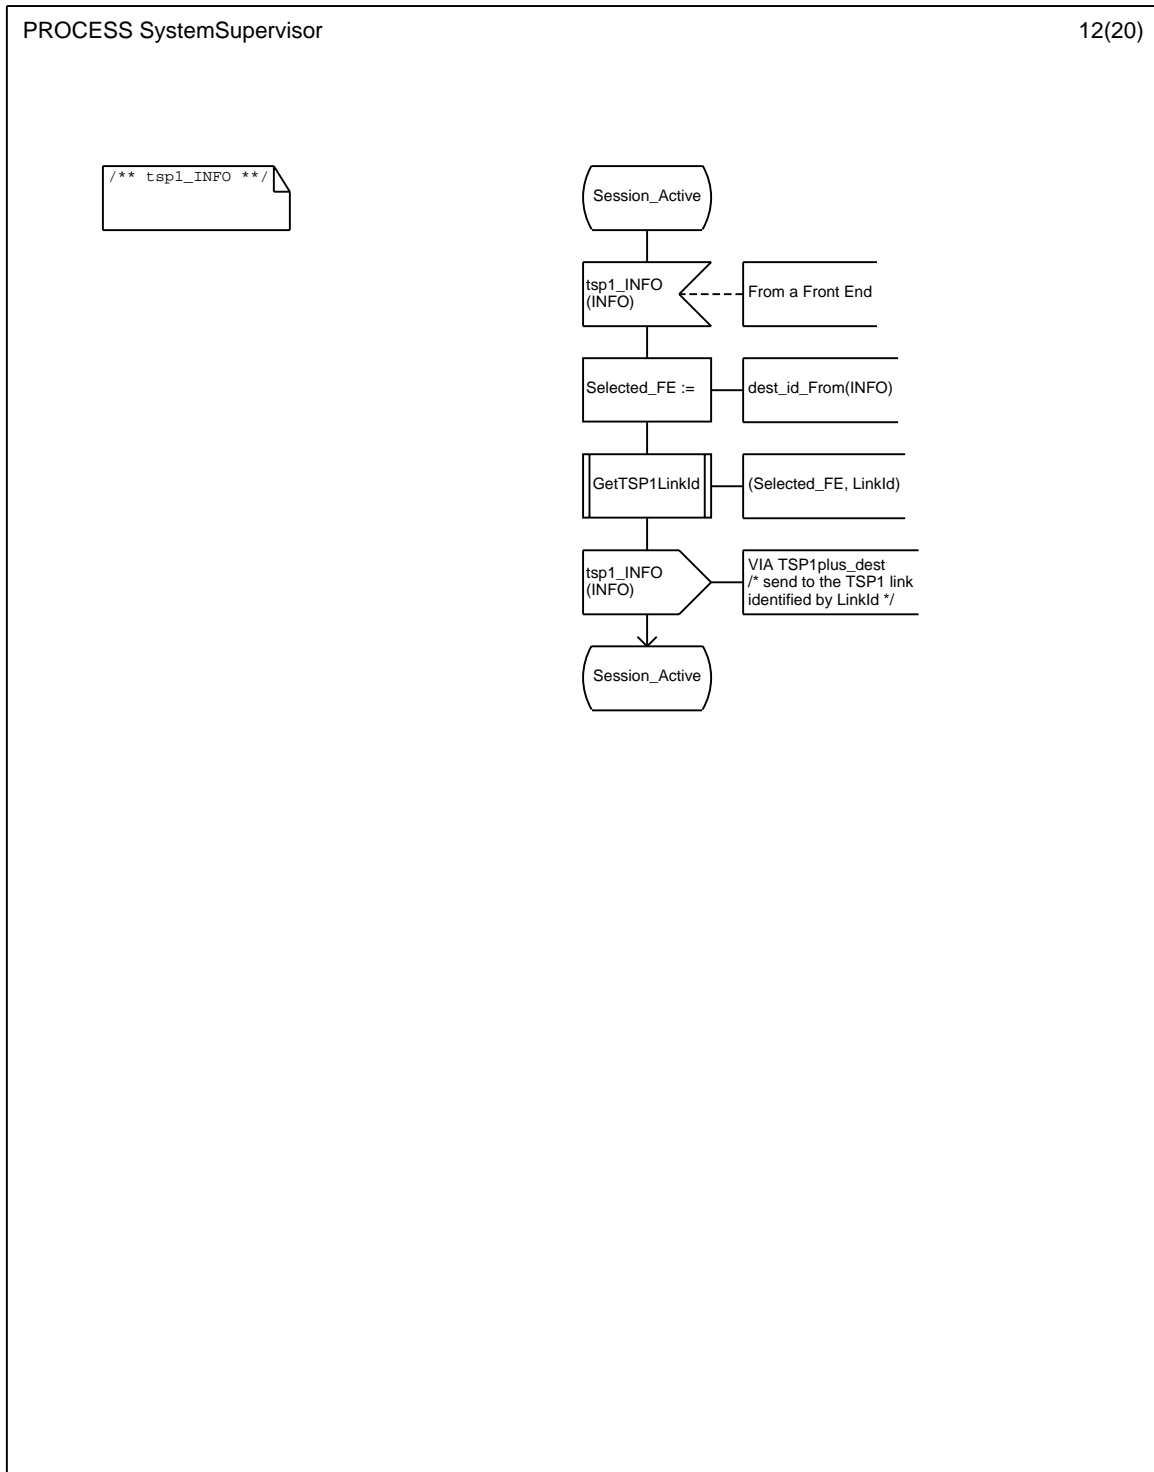 PROCESS SystemSupervisor
12(20)
/** tsp1_INFO **/
Session_Active
tsp1_INFO
(INFO)
From a Front End
Selected_FE :=
dest_id_From(INFO)
GetTSP1LinkId
(Selected_FE, LinkId)
tsp1_INFO
(INFO)
VIA TSP1plus_dest
/* send to the TSP1 link
identified by LinkId */
Session_Active